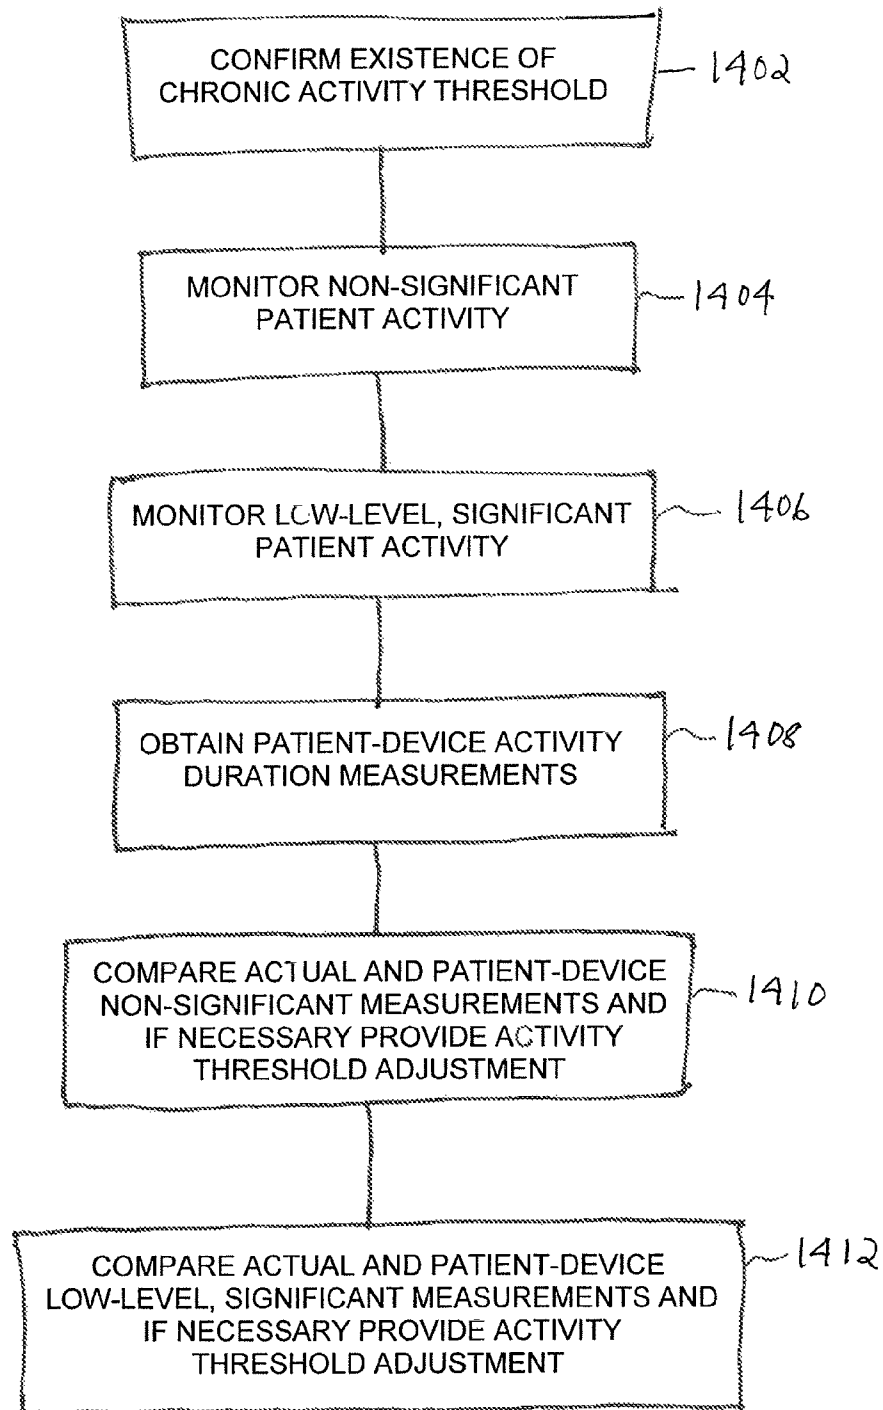 CONFIRM EXISTENCE OF
CHRONIC ACTIVITY THRESHOLD
1402
MONITOR NON-SIGNIFICANT
PATIENT ACTIVITY
1404
MONITOR LOW-LEVEL, SIGNIFICANT
PATIENT ACTIVITY
1406
OBTAIN PATIENT-DEVICE ACTIVITY
DURATION MEASUREMENTS
1408
COMPARE ACTUAL AND PATIENT-DEVICE
NON-SIGNIFICANT MEASUREMENTS AND
IF NECESSARY PROVIDE ACTIVITY
THRESHOLD ADJUSTMENT
1410
COMPARE ACTUAL AND PATIENT-DEVICE
LOW-LEVEL, SIGNIFICANT MEASUREMENTS AND
IF NECESSARY PROVIDE ACTIVITY
THRESHOLD ADJUSTMENT
1412